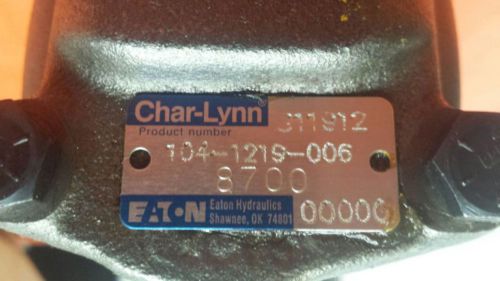 Char-Lynn J11912
Product number
104-1219-006
8700
EATON Eaton Hydraulics
Shawnee, OK 74801 00000